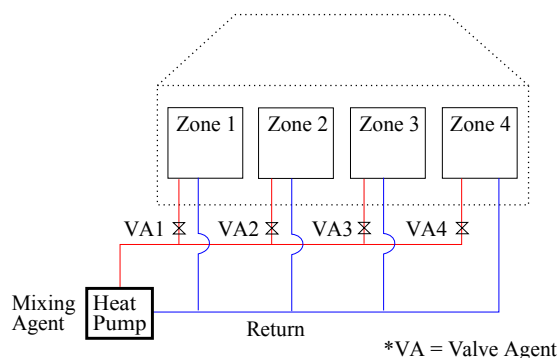 Zone 1 Zone 2 Zone 3 Zone 4
VA1 VA2 VA3 VA4
Mixing Agent
Heat Pump
Return
*VA = Valve Agent